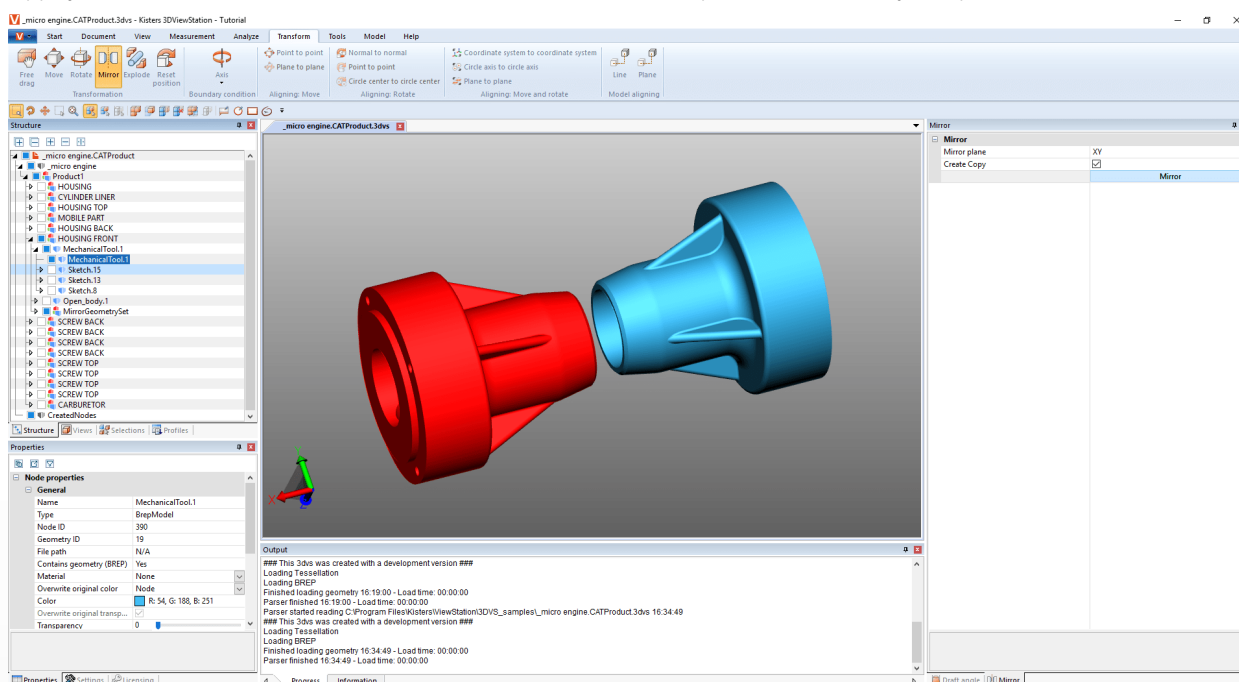 _micro engine.CATProduct.3dvs - Kisters 3DViewStation - Tutorial
Start Document View Measurement Analyze Transform Tools Model Help
Free drag
Move
Rotate
Mirror
Explode
Reset position
Axis
Point to point
Plane to plane
Normal to normal
Point to point
Circle center to circle center
Coordinate system to coordinate system
Circle axis to circle axis
Plane to plane
Line
Plane
Transformation
Boundary condition
Aligning: Move
Aligning: Rotate
Aligning: Move and rotate
Model aligning
Structure
_micro engine.CATProduct
_micro engine
Product1
HOUSING
CYLINDER LINER
HOUSING TOP
MOBILE PART
HOUSING BACK
HOUSING FRONT
MechanicalTool.1
MechanicalTool.1
Sketch.15
Sketch.13
Sketch.8
Open_body.1
MirrorGeometrySet
SCREW BACK
SCREW BACK
SCREW BACK
SCREW BACK
SCREW TOP
SCREW TOP
SCREW TOP
SCREW TOP
CARBURETOR
CreatedNodes
Structure Views Selections Profiles
Properties
Node properties
General
Name MechanicalTool.1
Type BrepModel
Node ID 390
Geometry ID 19
File path N/A
Contains geometry (BREP) Yes
Material None
Overwrite original color Node
Color R: 54, G: 188, B: 251
Overwrite original transp...
Transparency 0
Properties Settings Licensing
_micro engine.CATProduct.3dvs
X
Z
Output
### This 3dvs was created with a development version ###
Loading Tessellation
Loading BREP
Finished loading geometry 16:19:00 - Load time: 00:00:00
Parser finished 16:19:00 - Load time: 00:00:00
Parser started reading C:\Program Files\Kisters\ViewStation\3DVS_samples\_micro engine.CATProduct.3dvs 16:34:49
### This 3dvs was created with a development version ###
Loading Tessellation
Loading BREP
Finished loading geometry 16:34:49 - Load time: 00:00:00
Parser finished 16:34:49 - Load time: 00:00:00
Progress Information
Mirror
Mirror
Mirror plane XY
Create Copy
Mirror
Draft angle Mirror